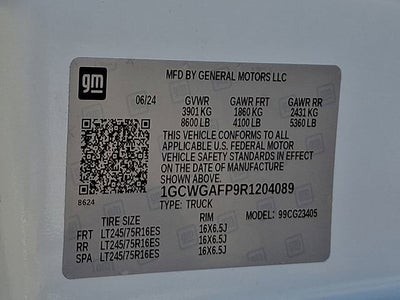 gm
MFD BY GENERAL MOTORS LLC
06/24 GVWR GAWR FRT GAWR RR
3901 KG 1860 KG 2431 KG
8600 LB 4100 LB 5360 LB
THIS VEHICLE CONFORMS TO ALL
APPLICABLE U.S. FEDERAL MOTOR
VEHICLE SAFETY STANDARDS IN EFFECT
ON THE DATE OF MANUFACTURE SHOWN ABOVE.
1GCWGAFP9R1204089
8624 TYPE: TRUCK MODEL: 99CG23405
TIRE SIZE RIM
FRT LT245/75R16ES 16X6.5J
RR LT245/75R16ES 16X6.5J
SPA LT245/75R16ES 16X6.5J